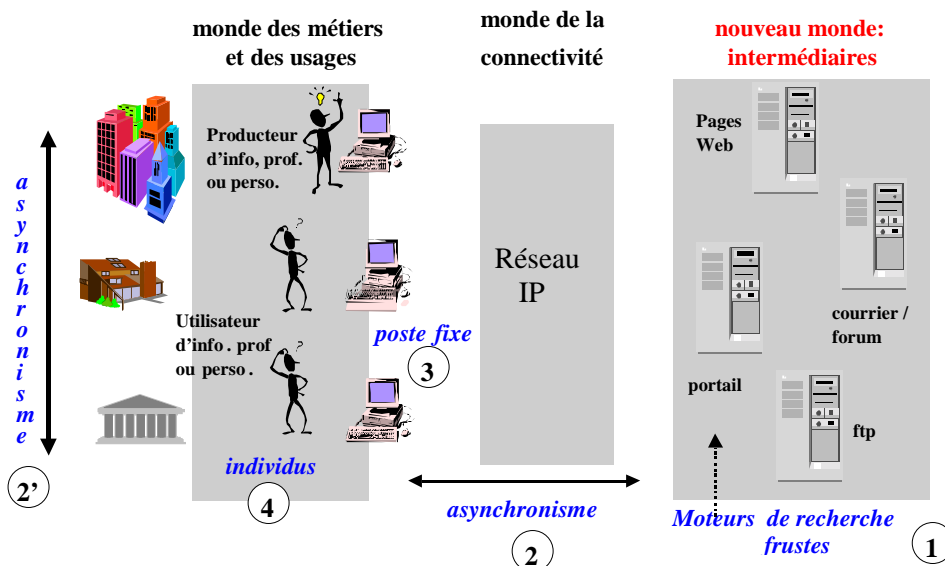 monde des métiers
et des usages
monde de la
connectivité
nouveau monde:
intermédiaires
asynchronisme
2’
Producteur
d’info, prof.
ou perso.
Utilisateur
d’info . prof
ou perso .
individus
4
poste fixe
3
Réseau
IP
asynchronisme
2
Pages
Web
courrier /
forum
portail
ftp
Moteurs de recherche
frustes
1